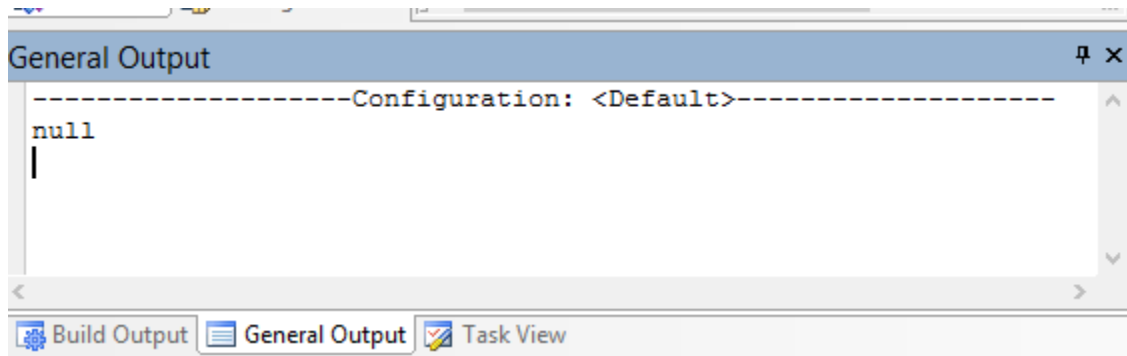 General Output
--------------------Configuration: <Default>--------------------
null
Build Output General Output Task View